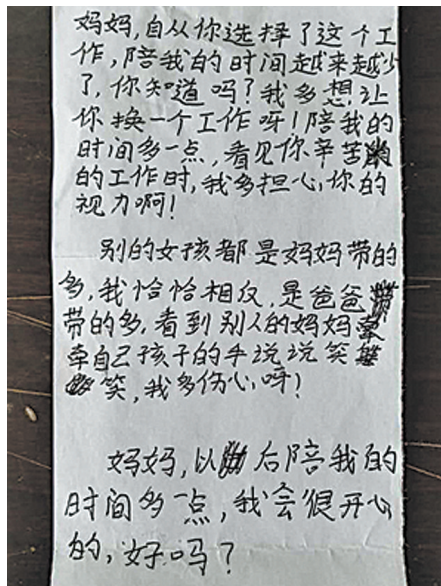 妈妈,自从你选择了这个工
作,陪我的时间越来越少
了,你知道吗?我多想让
你换一个工作呀!陪我的
时间多一点,看见你辛苦
的工作时,我多担心,你的
视力啊!
别的女孩都是妈妈带的
多,我恰恰相反,是爸爸
带的多,看到别人的妈妈
牵自己孩子的手说说笑
笑,我多伤心呀!
妈妈,以后陪我的
时间多一点,我会很开心
的,好吗?